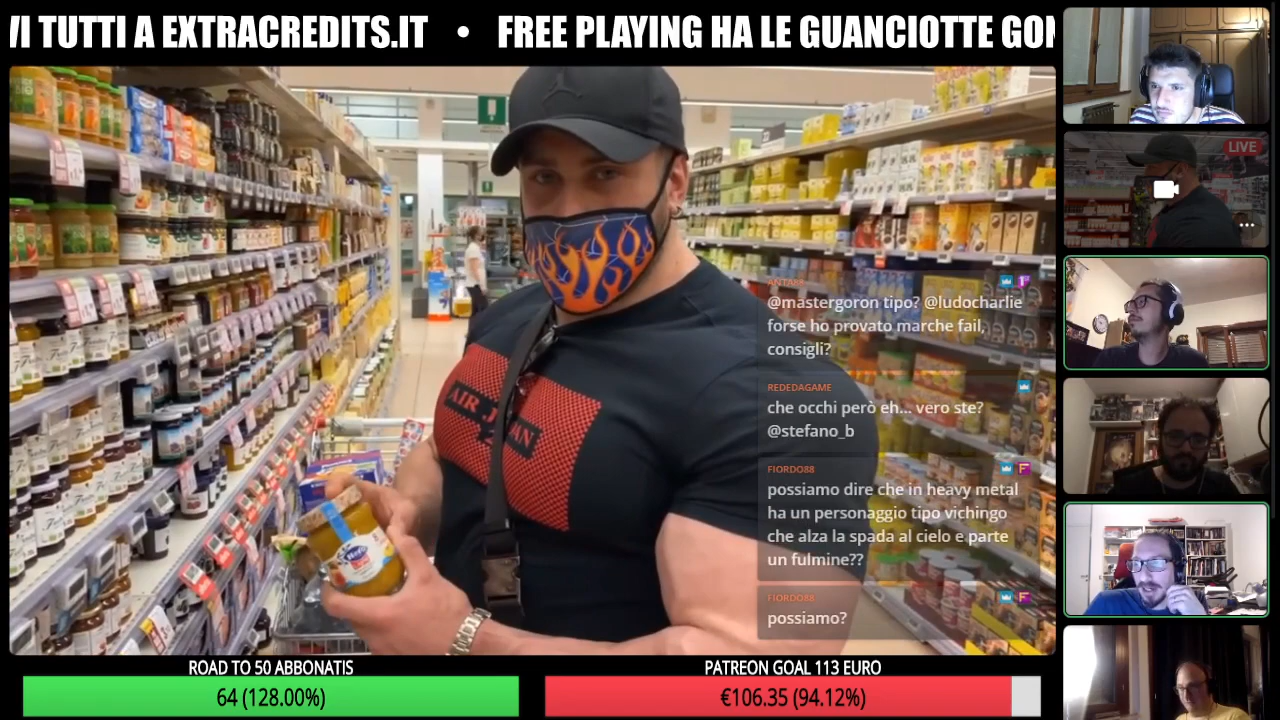 VI TUTTI A EXTRACREDITS.IT • FREE PLAYING HA LE GUANCIOTTE GON
LIVE
ANTA88
@mastergoron tipo? @ludocharlie
forse ho provato marche fail,
consigli?
REDEDAGAME
che occhi però eh... vero ste?
@stefano_b
AIR
FIORDO88
possiamo dire che in heavy metal
ha un personaggio tipo vichingo
che alza la spada al cielo e parte
un fulmine??
Hero
FIORDO88
possiamo?
ROAD TO 50 ABBONATIS
64 (128.00%)
PATREON GOAL 113 EURO
€106.35 (94.12%)